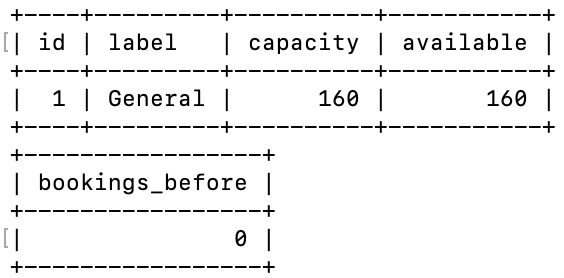 +----+---------+----------+-----------+
| id | label   | capacity | available |
+----+---------+----------+-----------+
|  1 | General |      160 |       160 |
+----+---------+----------+-----------+
+-----------------+
| bookings_before |
+-----------------+
|               0 |
+-----------------+